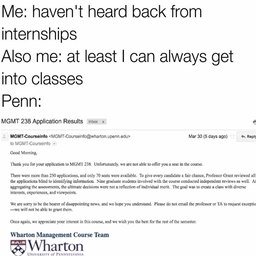 Me: haven't heard back from
internships
Also me: at least I can always get
into classes
Penn:
MGMT 238 Application Results
Inbox x
MGMT-Courseinfo <MGMT-Courseinfo@wharton.upenn.edu>
Mar 30 (5 days ago)
Reply
to MGMT-Courseinfo
Good Morning,
Thank you for your application to MGMT 238. Unfortunately, we are not able to offer you a seat in the course.
There were more than 250 applications, and only 70 seats were available. To give every candidate a fair chance, Professor Grant reviewed all
the applications blind to identifying information. Nine graduate students involved with the course conducted independent reviews as well. After
aggregating the assessments, the ultimate decisions were not a reflection of individual merit. The goal was to create a class with diverse
interests, experiences, and viewpoints.
We are sorry to be the bearer of disappointing news, and we hope you understand. Please do not email the professor or TA to request exceptions
—we will not be able to grant them.
Once again, we appreciate your interest in this course, and we wish you the best for the rest of the semester.
Wharton Management Course Team
Wharton
UNIVERSITY of PENNSYLVANIA